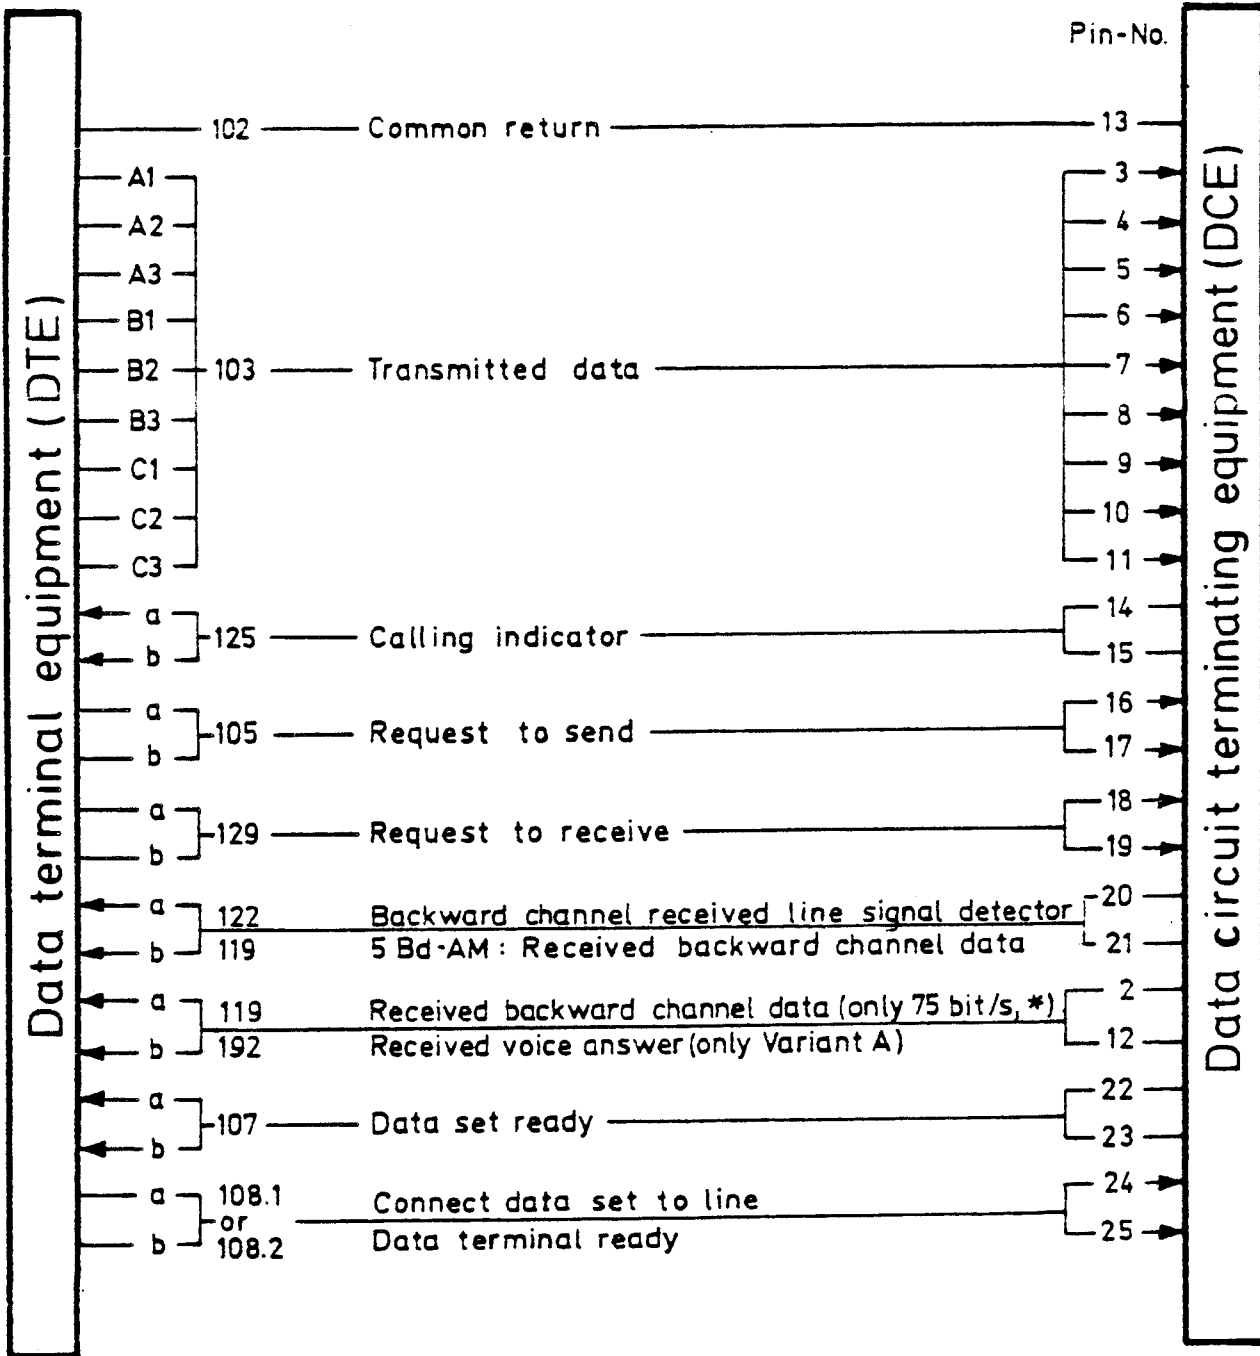 Pin-No.
Data terminal equipment (DTE)
Data circuit terminating equipment (DCE)
102 Common return 13
A1 3
A2 4
A3 5
B1 6
B2 103 Transmitted data 7
B3 8
C1 9
C2 10
C3 11
a 14
125 Calling indicator
b 15
a 16
105 Request to send
b 17
a 18
129 Request to receive
b 19
a 122 Backward channel received line signal detector 20
b 119 5 Bd-AM: Received backward channel data 21
a 119 Received backward channel data (only 75 bit/s, *) 2
b 192 Received voice answer (only Variant A) 12
a 22
107 Data set ready
b 23
a 108.1 Connect data set to line 24
or
b 108.2 Data terminal ready 25